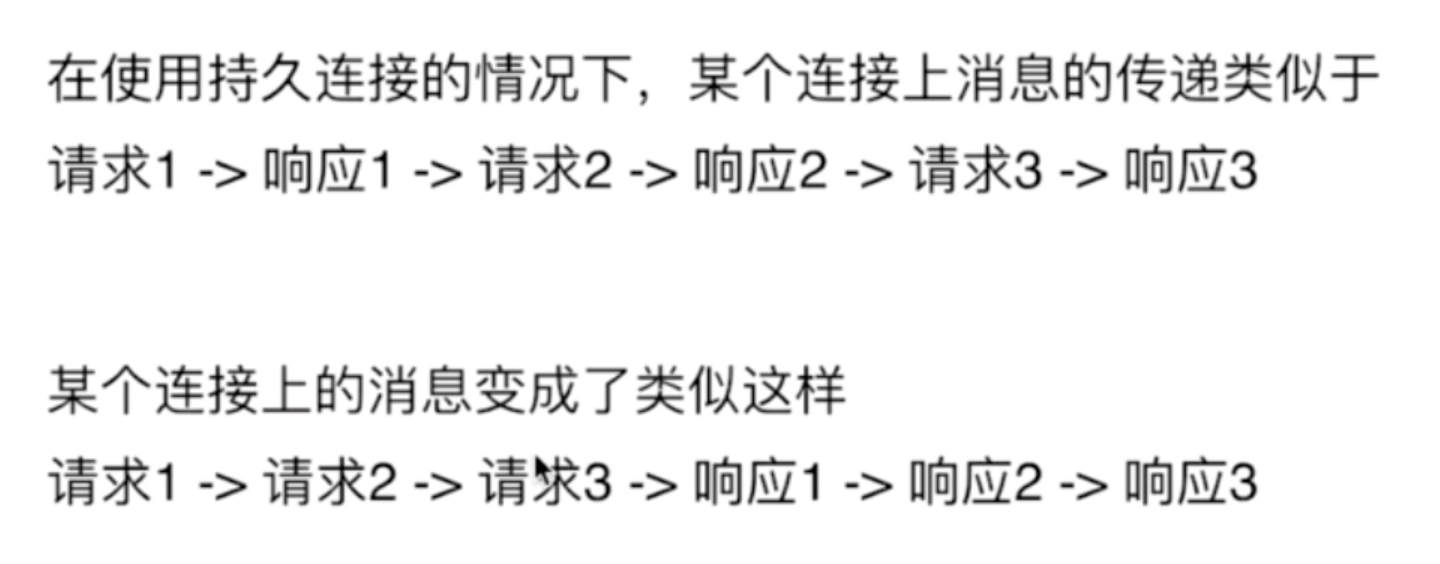 在使用持久连接的情况下，某个连接上消息的传递类似于
请求1 -> 响应1 -> 请求2 -> 响应2 -> 请求3 -> 响应3
某个连接上的消息变成了类似这样
请求1 -> 请求2 -> 请求3 -> 响应1 -> 响应2 -> 响应3